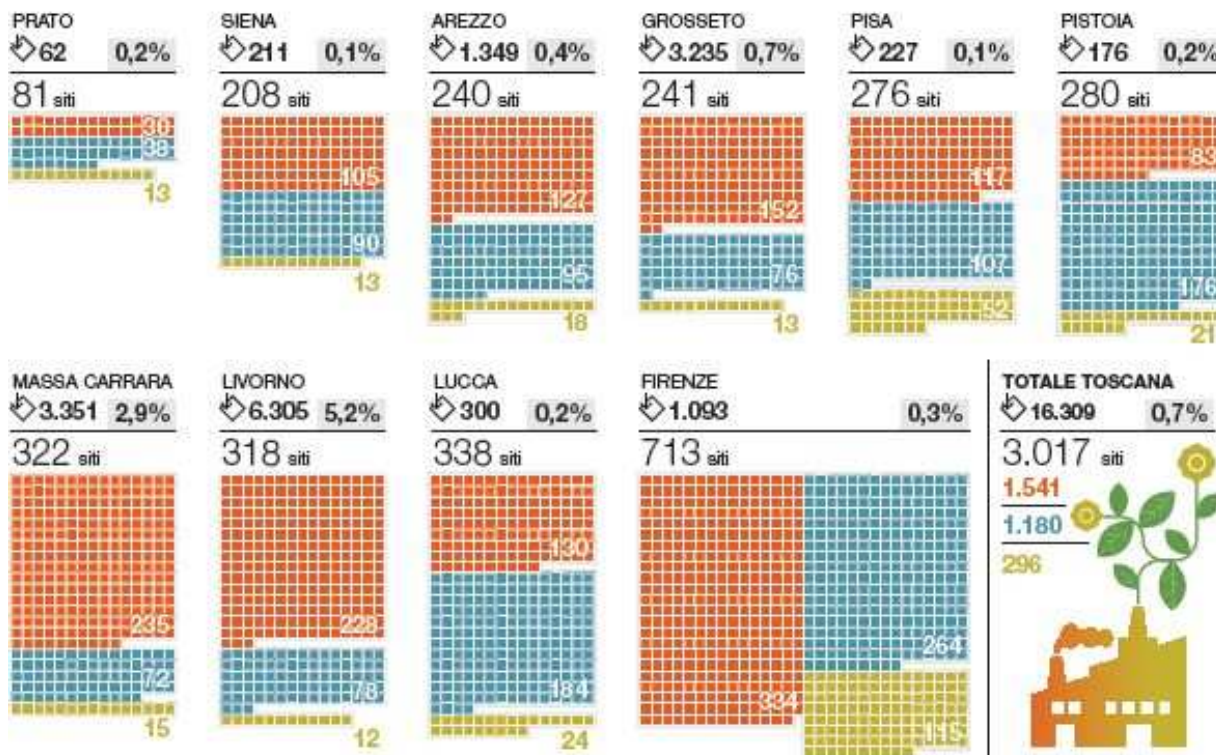 PRATO
62 0,2%
81 siti
30
38
13
SIENA
211 0,1%
208 siti
105
90
13
AREZZO
1.349 0,4%
240 siti
127
95
18
GROSSETO
3.235 0,7%
241 siti
152
76
13
PISA
227 0,1%
276 siti
117
107
52
PISTOIA
176 0,2%
280 siti
83
176
21
MASSA CARRARA
3.351 2,9%
322 siti
235
72
15
LIVORNO
6.305 5,2%
318 siti
228
78
12
LUCCA
300 0,2%
338 siti
130
184
24
FIRENZE
1.093 0,3%
713 siti
334
264
115
TOTALE TOSCANA
16.309 0,7%
3.017 siti
1.541
1.180
296